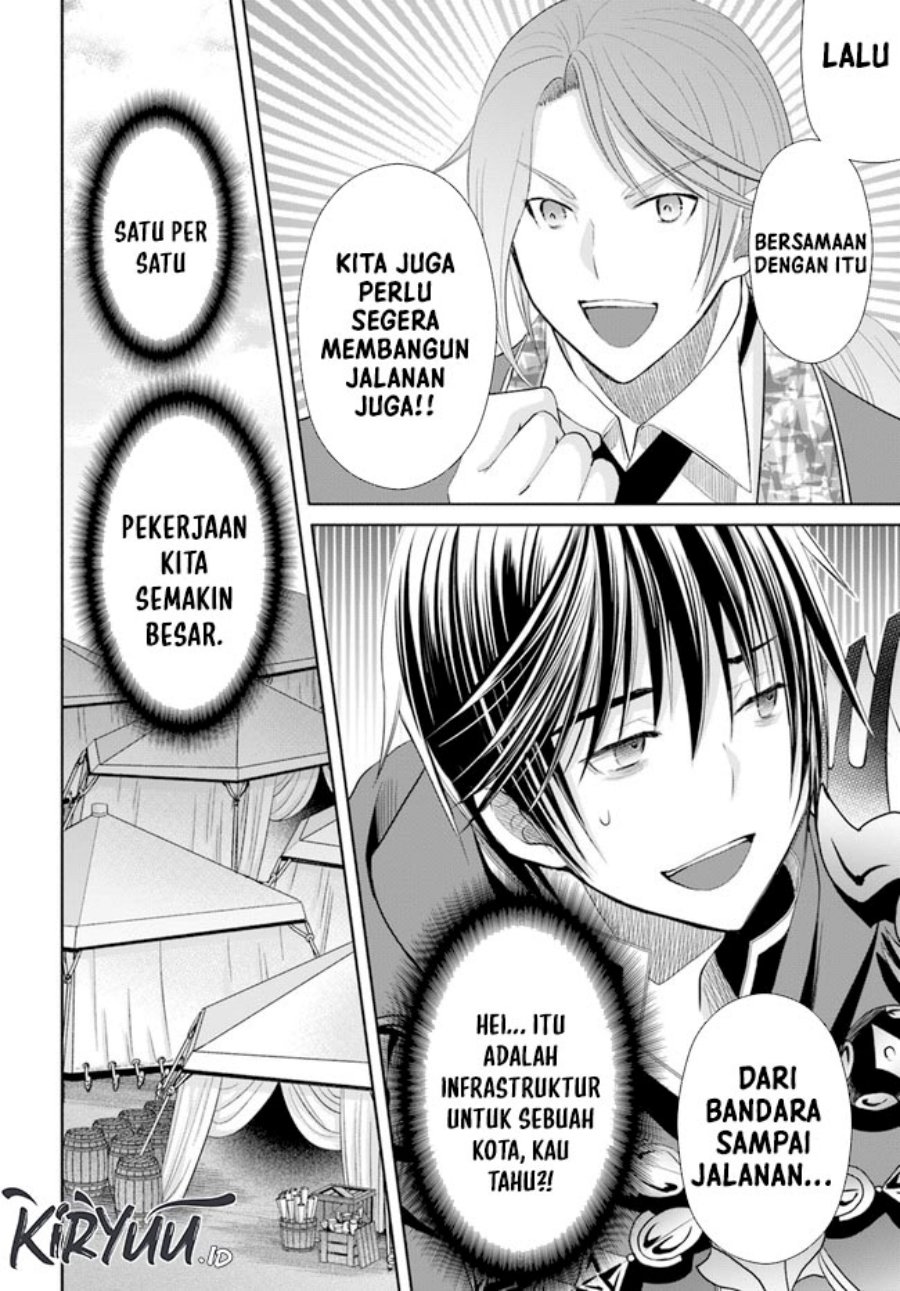 LALU
BERSAMAAN
DENGAN ITU
KITA JUGA
PERLU
SEGERA
MEMBANGUN
JALANAN
JUGA!!
DARI
BANDARA
SAMPAI
JALANAN...
HEI... ITU
ADALAH
INFRASTRUKTUR
UNTUK SEBUAH
KOTA, KAU
TAHU?!
SATU PER
SATU
PEKERJAAN
KITA
SEMAKIN
BESAR.
KIRYUU.ID